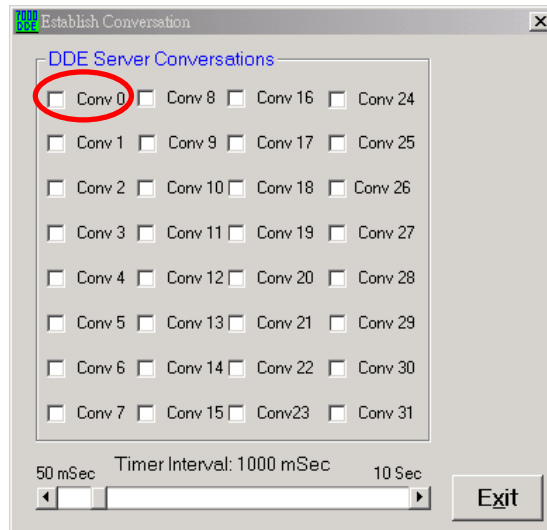 7000 DDE Establish Conversation
DDE Server Conversations
Conv 0 Conv 8 Conv 16 Conv 24
Conv 1 Conv 9 Conv 17 Conv 25
Conv 2 Conv 10 Conv 18 Conv 26
Conv 3 Conv 11 Conv 19 Conv 27
Conv 4 Conv 12 Conv 20 Conv 28
Conv 5 Conv 13 Conv 21 Conv 29
Conv 6 Conv 14 Conv 22 Conv 30
Conv 7 Conv 15 Conv23 Conv 31
50 mSec Timer Interval: 1000 mSec 10 Sec
Exit